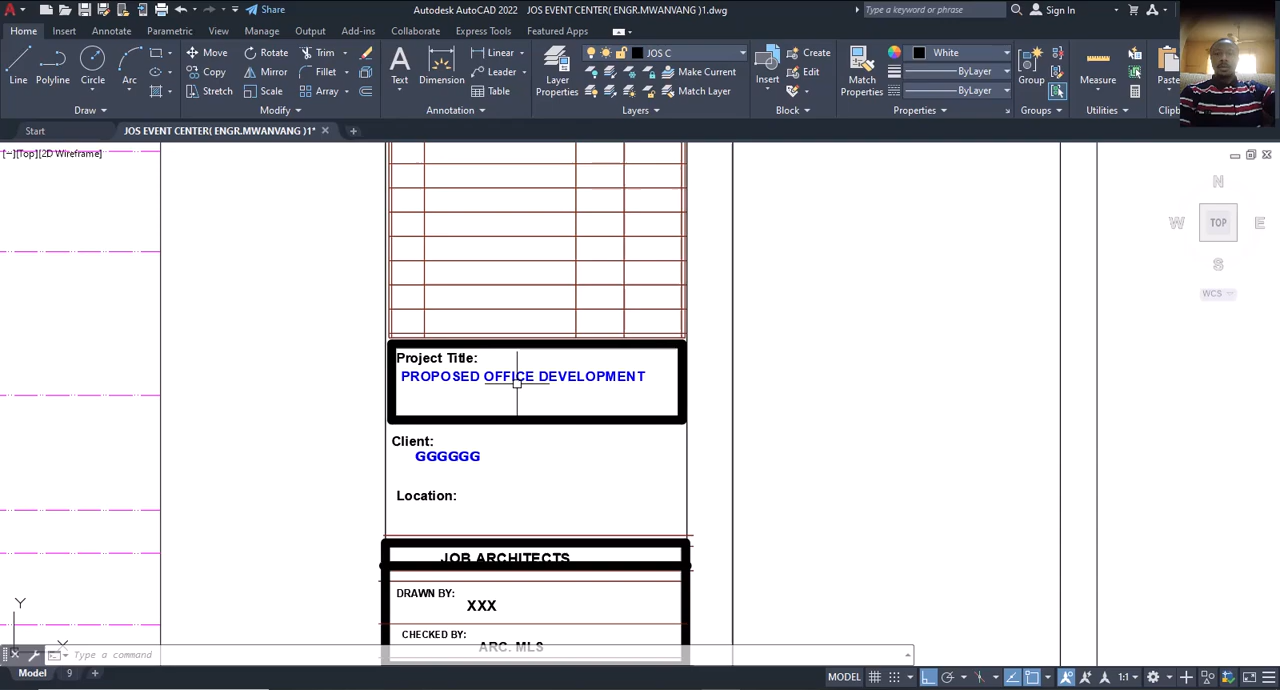 Share
Autodesk AutoCAD 2022 JOS EVENT CENTER( ENGR.MWANVANG )1.dwg
Type a keyword or phrase
Sign In
Home Insert Annotate Parametric View Manage Output Add-ins Collaborate Express Tools Featured Apps
Line Polyline Circle Arc
Move Rotate Trim
Copy Mirror Fillet
Stretch Scale Array
Text Dimension
Linear
Leader
Table
Layer Properties
JOS C
Make Current
Match Layer
Insert
Create
Edit
Match Properties
White
ByLayer
ByLayer
Group
Measure
Paste
Draw Modify Annotation Layers Block Properties Groups Utilities Clipb
Start JOS EVENT CENTER( ENGR.MWANVANG )1*
[−][Top][2D Wireframe]
N
W TOP E
S
WCS
Project Title:
PROPOSED OFFICE DEVELOPMENT
Client:
GGGGGG
Location:
JOB ARCHITECTS
DRAWN BY:
XXX
CHECKED BY:
ARC. MLS
Y
X
Type a command
Model 9
MODEL 1:1